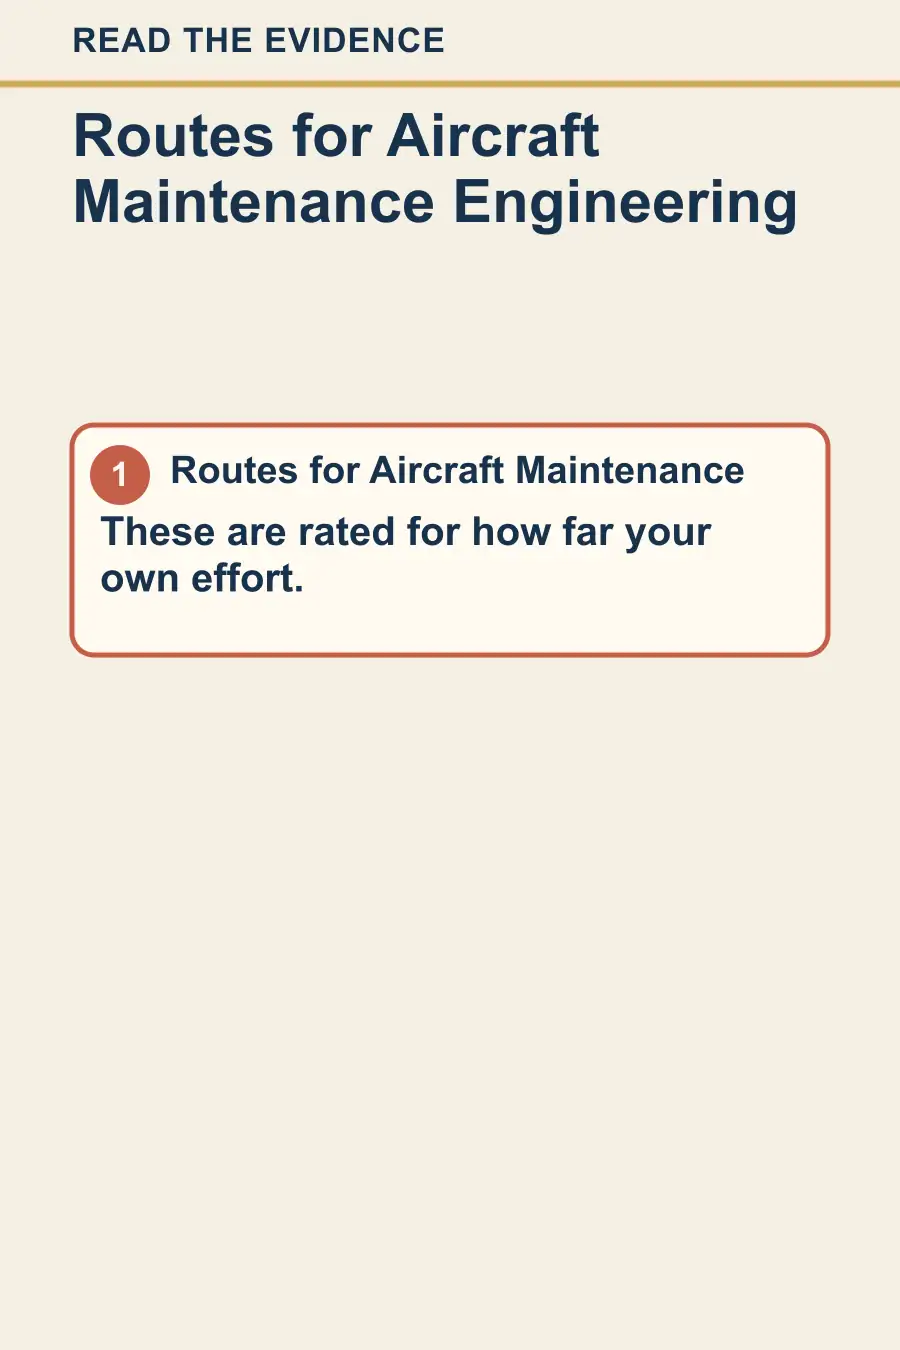 READ THE EVIDENCE
Routes for Aircraft
Maintenance Engineering
1 Routes for Aircraft Maintenance
These are rated for how far your
own effort.